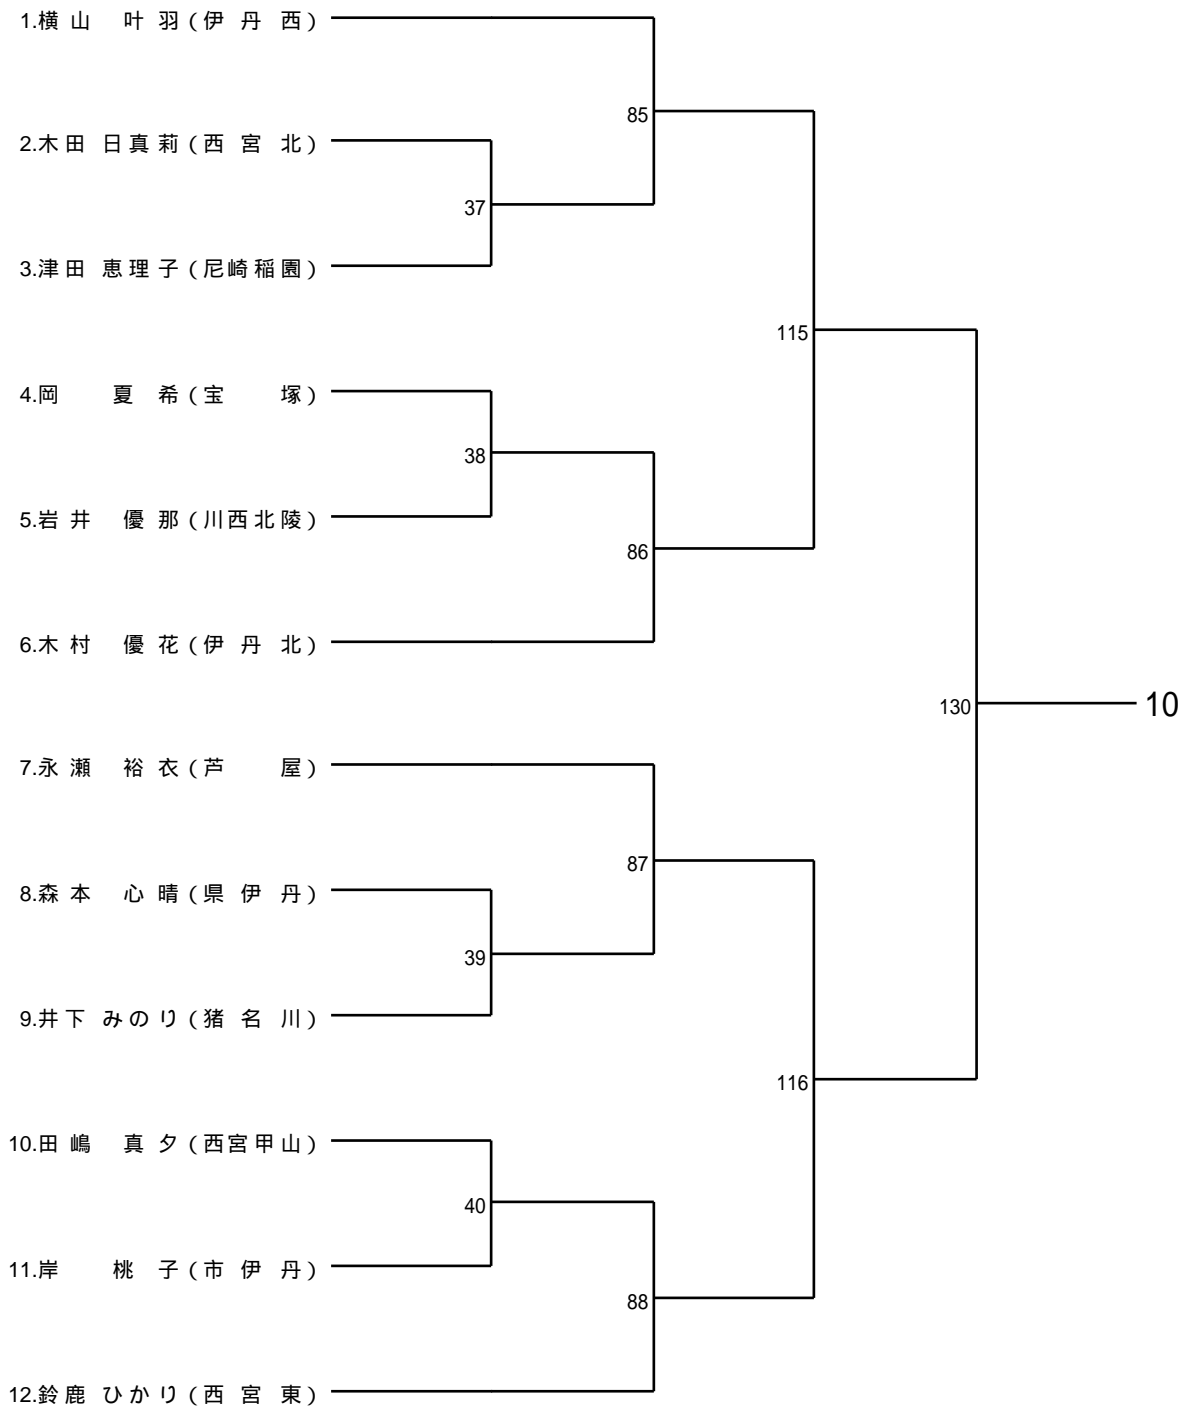 1.横山 叶羽(伊丹西)
85
2.木田 日真莉(西宮北)
37
3.津田 恵理子(尼崎稲園)
115
4.岡 夏希(宝塚)
38
5.岩井 優那(川西北陵)
86
6.木村 優花(伊丹北)
130 10
7.永瀬 裕衣(芦屋)
87
8.森本 心晴(県伊丹)
39
9.井下 みのり(猪名川)
116
10.田嶋 真夕(西宮甲山)
40
11.岸 桃子(市伊丹)
88
12.鈴鹿 ひかり(西宮東)